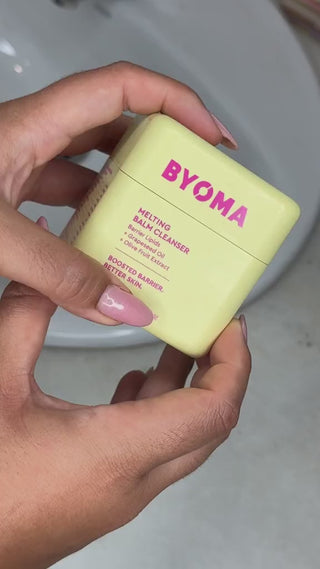 BYOMA
MELTING
BALM CLEANSER
Barrier Lipids
+ Grapeseed Oil
+ Olive Fruit Extract
BOOSTED BARRIER.
BETTER SKIN.